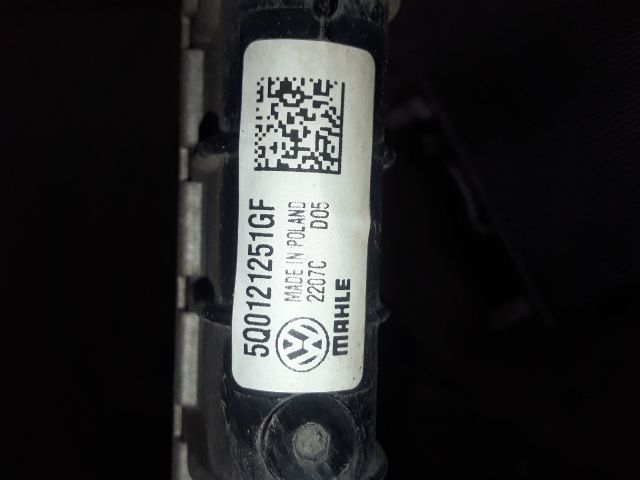 5Q0121251GF
MADE IN POLAND
2207C D05
MAHLE